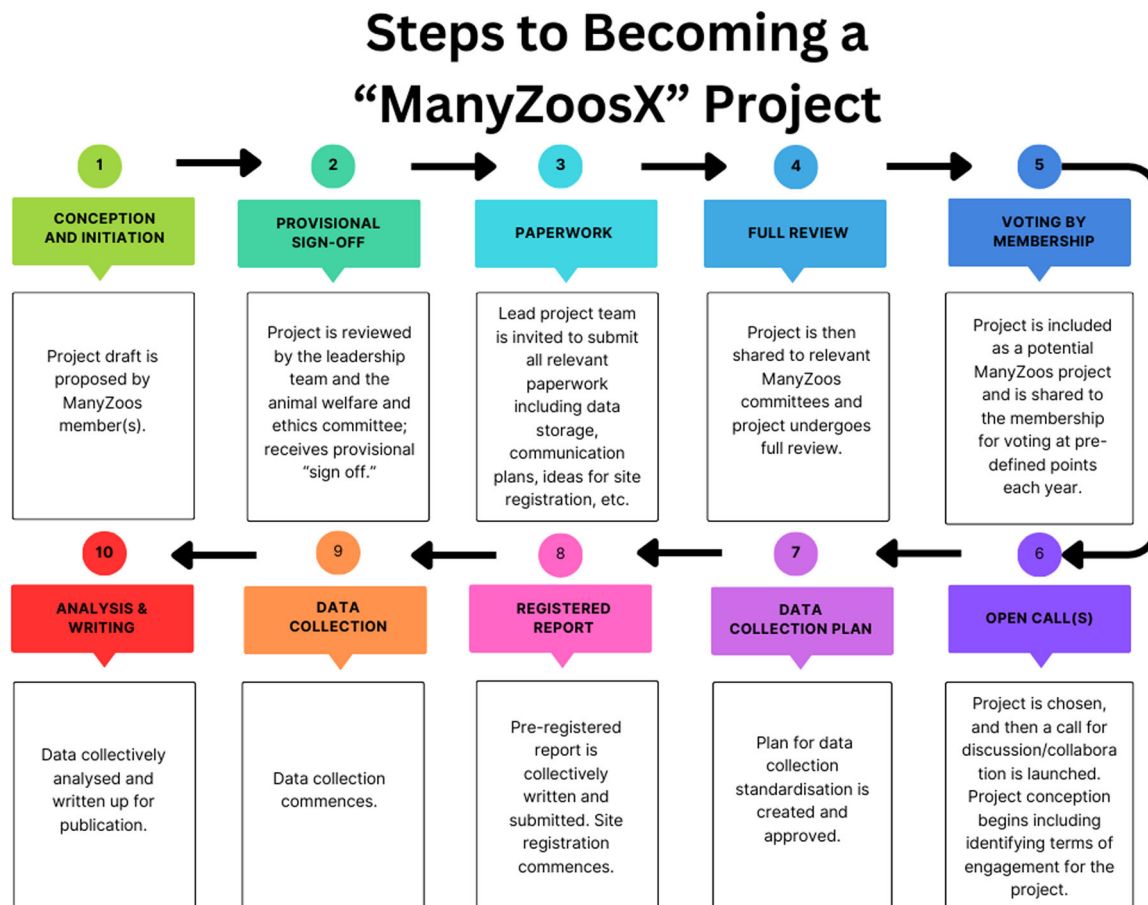 Steps to Becoming a
“ManyZoosX” Project
1
CONCEPTION
AND INITIATION
Project draft is
proposed by
ManyZoos
member(s).
2
PROVISIONAL
SIGN-OFF
Project is reviewed
by the leadership
team and the
animal welfare and
ethics committee;
receives provisional
“sign off.”
3
PAPERWORK
Lead project team
is invited to submit
all relevant
paperwork
including data
storage,
communication
plans, ideas for site
registration, etc.
4
FULL REVIEW
Project is then
shared to relevant
ManyZoos
committees and
project undergoes
full review.
5
VOTING BY
MEMBERSHIP
Project is included
as a potential
ManyZoos project
and is shared to
the membership
for voting at pre-
defined points
each year.
6
OPEN CALL(S)
Project is chosen,
and then a call for
discussion/collabora
tion is launched.
Project conception
begins including
identifying terms of
engagement for the
project.
7
DATA
COLLECTION PLAN
Plan for data
collection
standardisation is
created and
approved.
8
REGISTERED
REPORT
Pre-registered
report is
collectively
written and
submitted. Site
registration
commences.
9
DATA
COLLECTION
Data collection
commences.
10
ANALYSIS &
WRITING
Data collectively
analysed and
written up for
publication.